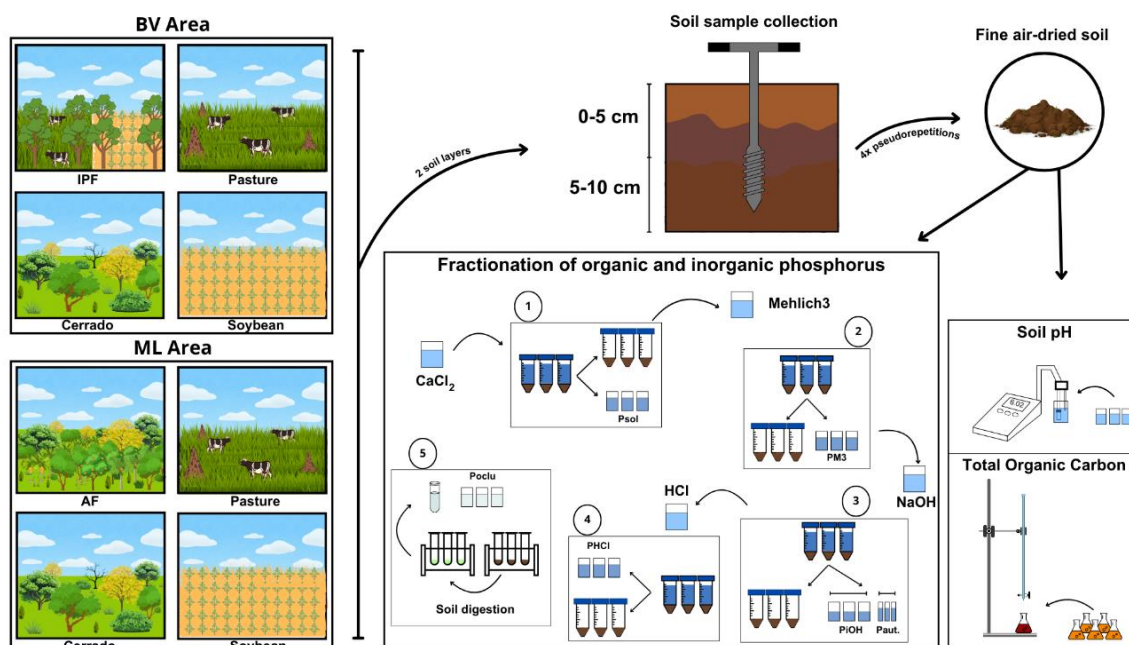 BV Area
IPF
Pasture
Cerrado
Soybean
ML Area
AF
Pasture
Cerrado
Soybean
2 soil layers
Soil sample collection
0-5 cm
5-10 cm
4x pseudorepetitions
Fine air-dried soil
Fractionation of organic and inorganic phosphorus
1
CaCl2
Psol
Mehlich3
2
PM3
NaOH
3
PiOH
Paut.
HCl
4
PHCl
5
Poclu
Soil digestion
Soil pH
6.02
Total Organic Carbon